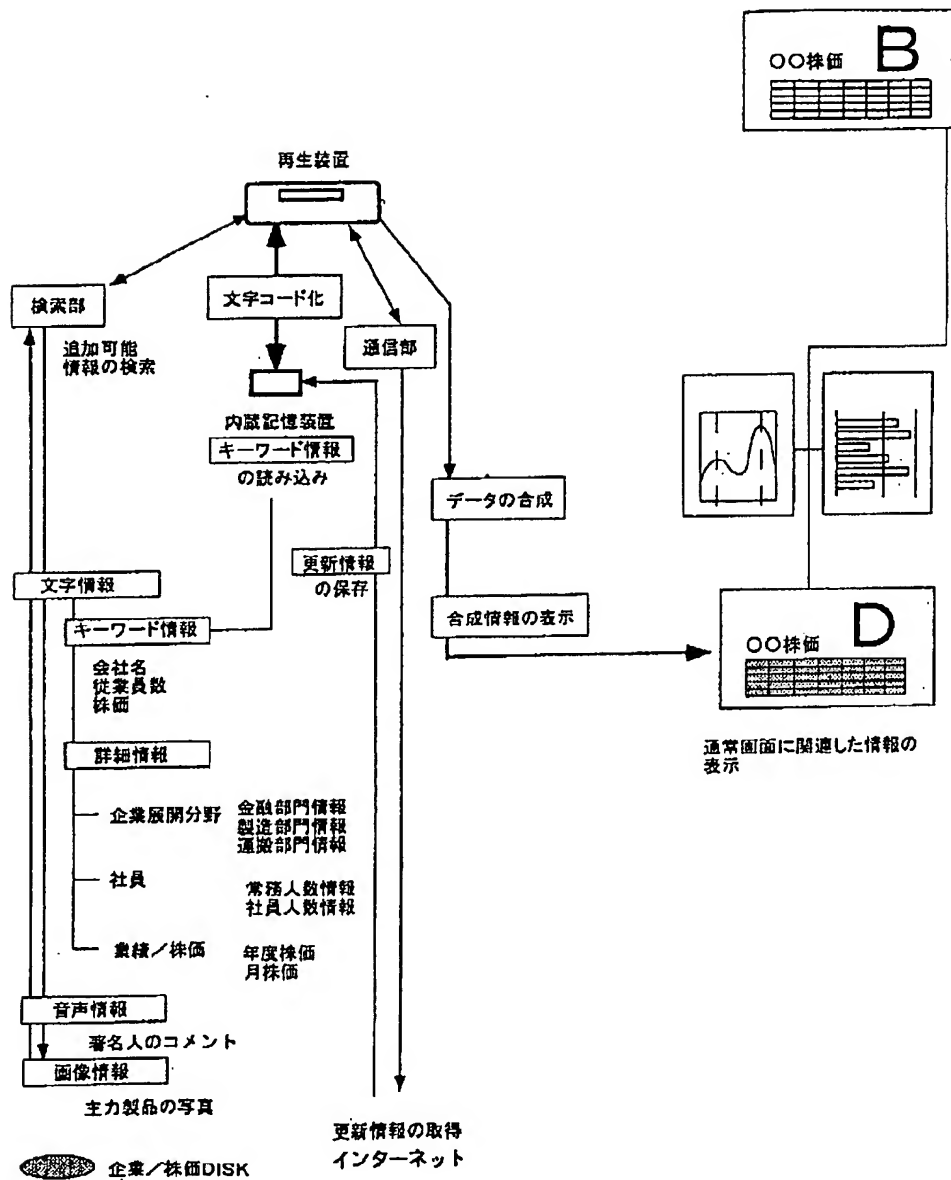 ○○株価 B
再生装置
検索部
追加可能
情報の検索
文字コード化
通信部
内蔵記憶装置
キーワード情報
の読み込み
データの合成
更新情報
の保存
文字情報
キーワード情報
会社名
従業員数
株価
合成情報の表示
○○株価 D
通常画面に関連した情報の
表示
詳細情報
企業展開分野
金融部門情報
製造部門情報
運搬部門情報
社員
常務人数情報
社員人数情報
業績／株価
年度株価
月株価
音声情報
著名人のコメント
画像情報
主力製品の写真
更新情報の取得
インターネット
企業／株価DISK